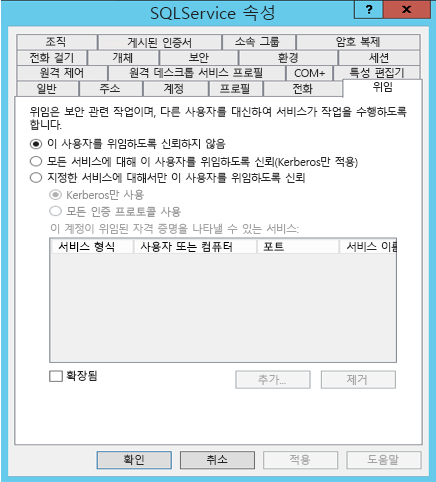 SQLService 속성
? x
조직 게시된 인증서 소속 그룹 암호 복제
전화 걸기 개체 보안 환경 세션
원격 제어 원격 데스크톱 서비스 프로필 COM+ 특성 편집기
일반 주소 계정 프로필 전화 위임
위임은 보안 관련 작업이며, 다른 사용자를 대신하여 서비스가 작업을 수행하도록
합니다.
이 사용자를 위임하도록 신뢰하지 않음
모든 서비스에 대해 이 사용자를 위임하도록 신뢰(Kerberos만 적용)
지정한 서비스에 대해서만 이 사용자를 위임하도록 신뢰
Kerberos만 사용
모든 인증 프로토콜 사용
이 계정이 위임된 자격 증명을 나타낼 수 있는 서비스:
서비스 형식 사용자 또는 컴퓨터 포트 서비스 이름
확장됨
추가... 제거
확인 취소 적용 도움말